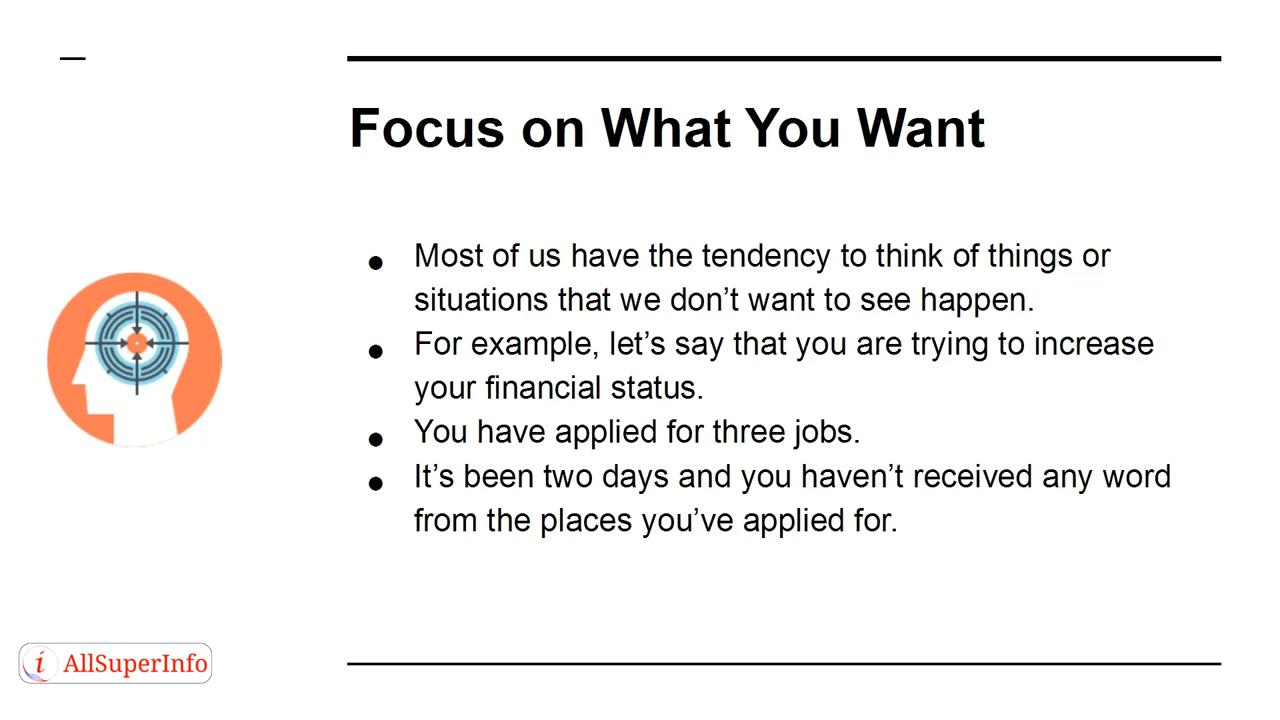 Focus on What You Want
● Most of us have the tendency to think of things or
situations that we don’t want to see happen.
● For example, let’s say that you are trying to increase
your financial status.
● You have applied for three jobs.
● It’s been two days and you haven’t received any word
from the places you’ve applied for.
i AllSuperInfo